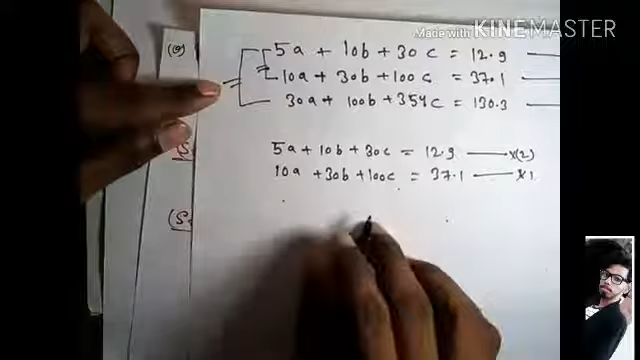 Made with KINEMASTER
5a + 10b + 30c = 12.9
10a + 30b + 100c = 37.1
30a + 100b + 354c = 130.3
5a + 10b + 30c = 12.9 x(2)
10a + 30b + 100c = 37.1 x 1